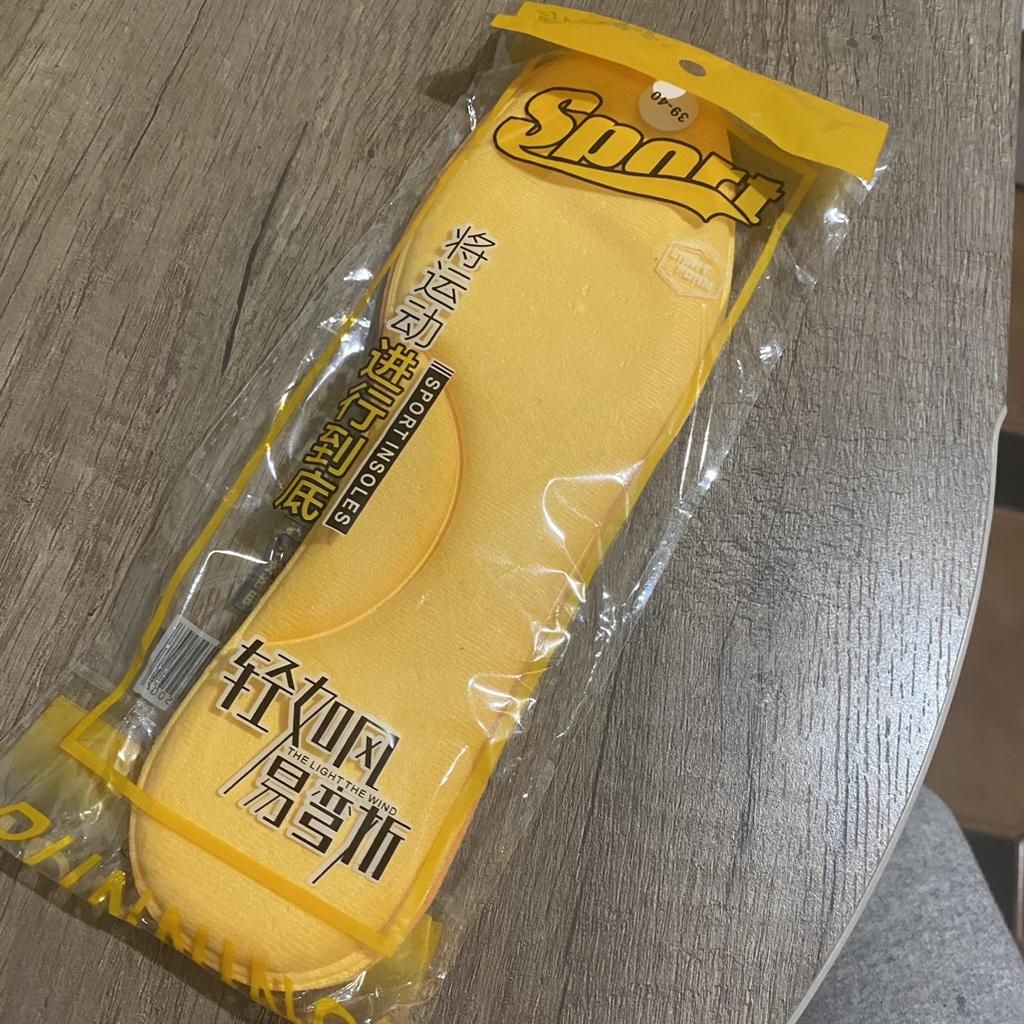 39-40
Sport
将运动
进行到底
SPORT INSOLES
轻如风
THE LIGHT THE WIND
易弯折